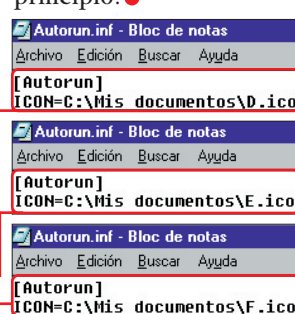 principio.
Autorun.inf - Bloc de notas
Archivo Edición Buscar Ayuda
[Autorun]
ICON=C:\Mis documentos\D.ico
Autorun.inf - Bloc de notas
Archivo Edición Buscar Ayuda
[Autorun]
ICON=C:\Mis documentos\E.ico
Autorun.inf - Bloc de notas
Archivo Edición Buscar Ayuda
[Autorun]
ICON=C:\Mis documentos\F.ico